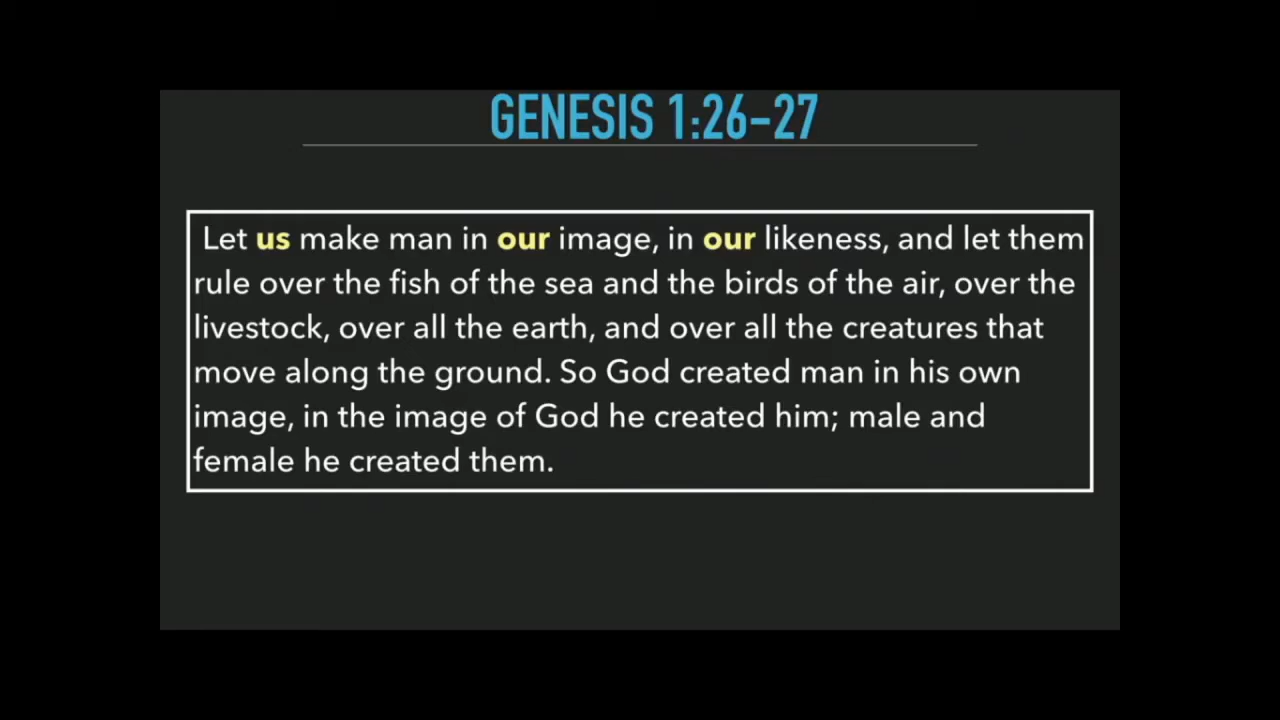 GENESIS 1:26-27
Let us make man in our image, in our likeness, and let them
rule over the fish of the sea and the birds of the air, over the
livestock, over all the earth, and over all the creatures that
move along the ground. So God created man in his own
image, in the image of God he created him; male and
female he created them.